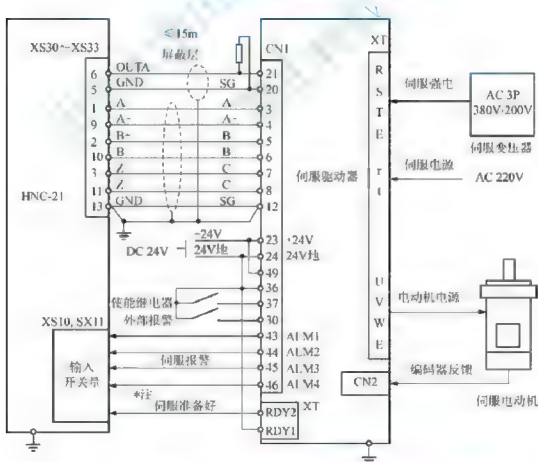 ≤15m
XS30~XS33
屏蔽层
CN1
XT
6 OUTA 21
5 GND SG 20
1 A A 3
9 A- A- 4
2 B- B 5
10 B B 6
3 Z C 7
11 Z C 8
13 GND SG 12
HNC-21
伺服驱动器
R
S
T
E
r
t
伺服强电
AC 3P
380V·200V
伺服变压器
伺服电源
AC 220V
DC 24V
-24V 23 +24V
24V地 24 24V地
49
36
使能继电器 37
外部报警 30
XS10, SX11
43 ALM1
44 ALM2
伺服报警 45 ALM3
46 ALM4
输入
开关量
*注
伺服准备好
RDY2 XT
RDY1
U
V
W
E
电动机电源
CN2
编码器反馈
伺服电动机